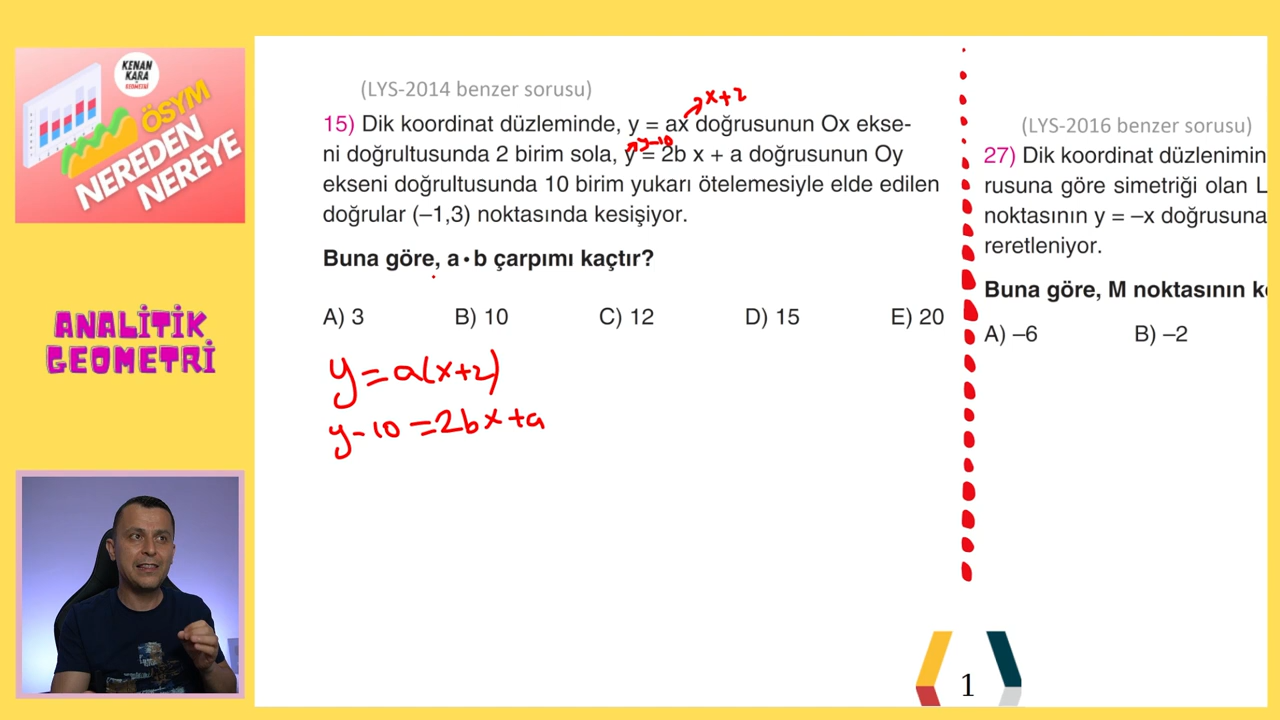 KENAN
KARA
GEOMETRİ
ÖSYM
NEREDEN
NEREYE
ANALİTİK
GEOMETRİ
(LYS-2014 benzer sorusu)
x+2
15) Dik koordinat düzleminde, y = ax doğrusunun Ox ekse-
y-10
ni doğrultusunda 2 birim sola, y = 2b x + a doğrusunun Oy
ekseni doğrultusunda 10 birim yukarı ötelemesiyle elde edilen
doğrular (–1,3) noktasında kesişiyor.
Buna göre, a • b çarpımı kaçtır?
A) 3 B) 10 C) 12 D) 15 E) 20
y = a(x+2)
y-10 = 2bx+a
(LYS-2016 benzer sorusu)
27) Dik koordinat düzlenimin
rusuna göre simetriği olan L
noktasının y = –x doğrusuna
reretleniyor.
Buna göre, M noktasının k
A) –6 B) –2
1